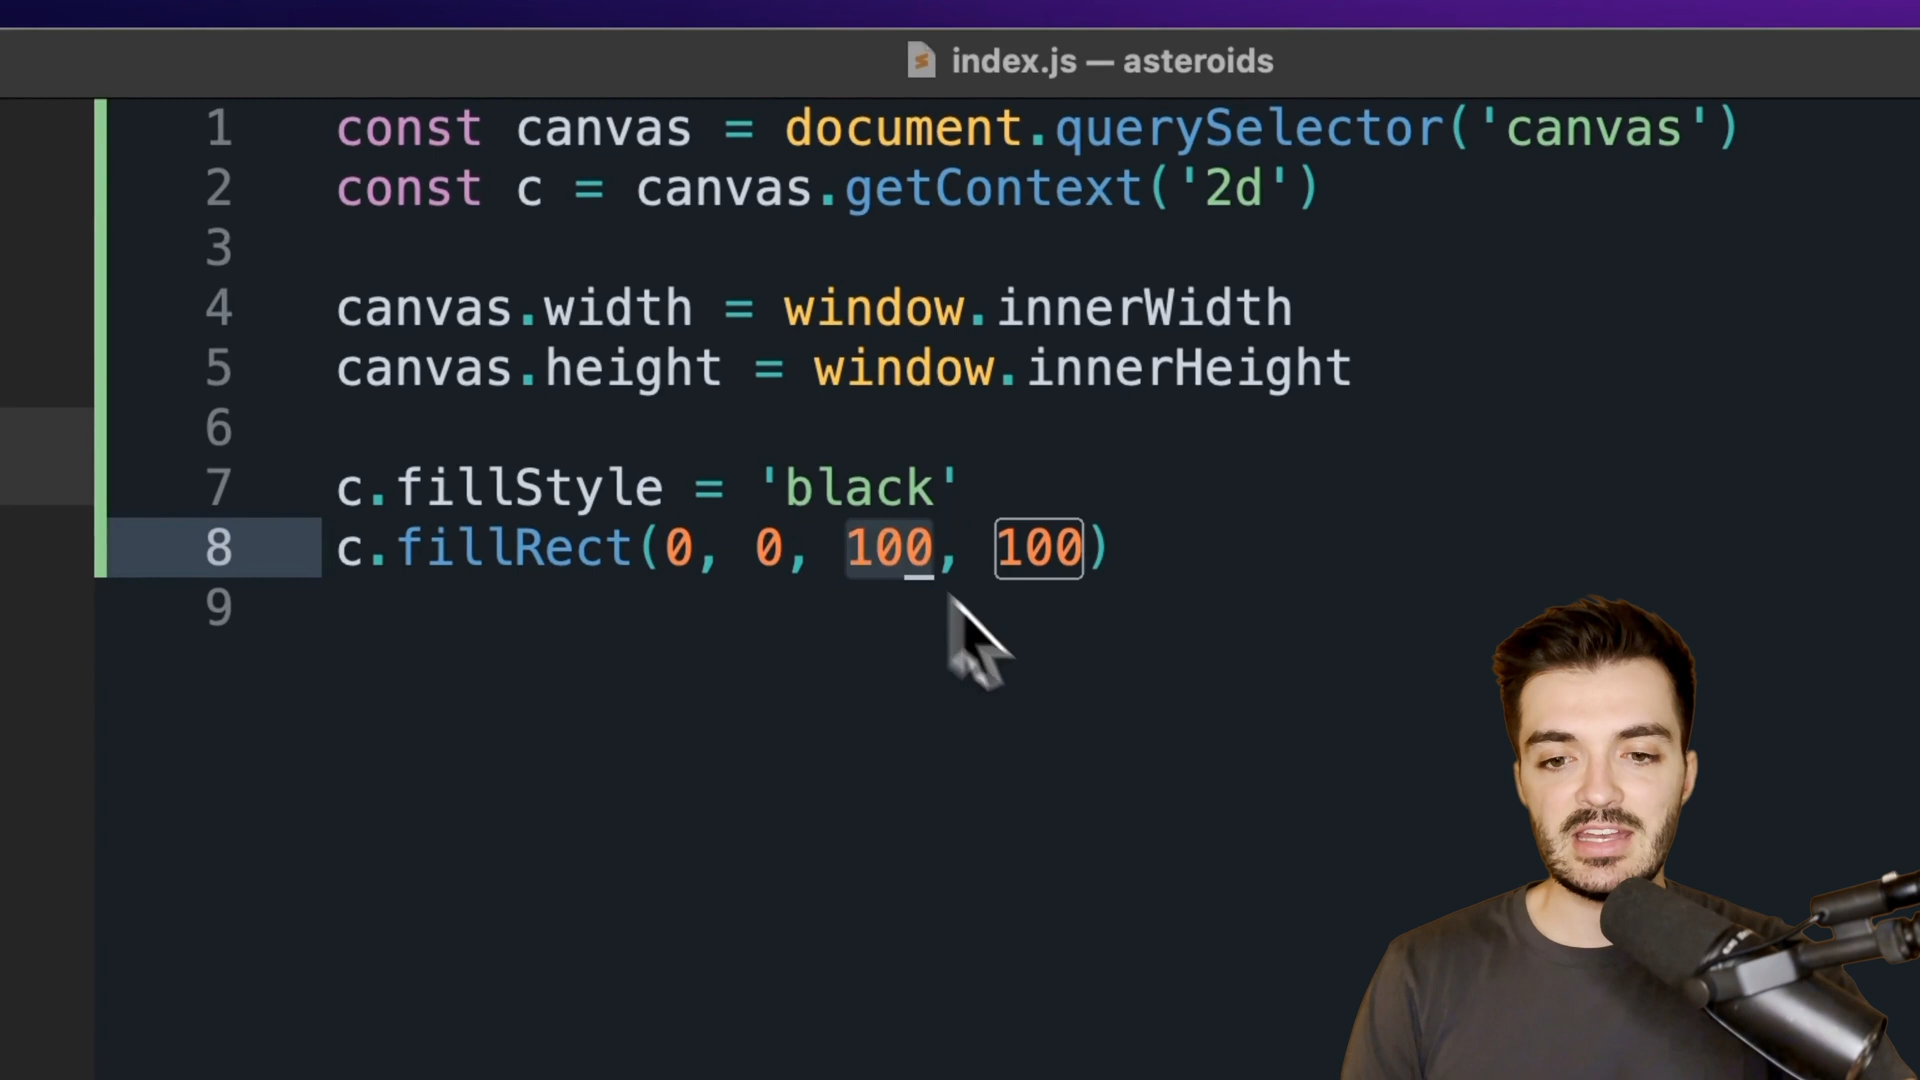 index.js — asteroids
1 const canvas = document.querySelector('canvas')
2 const c = canvas.getContext('2d')
3
4 canvas.width = window.innerWidth
5 canvas.height = window.innerHeight
6
7 c.fillStyle = 'black'
8 c.fillRect(0, 0, 100, 100)
9